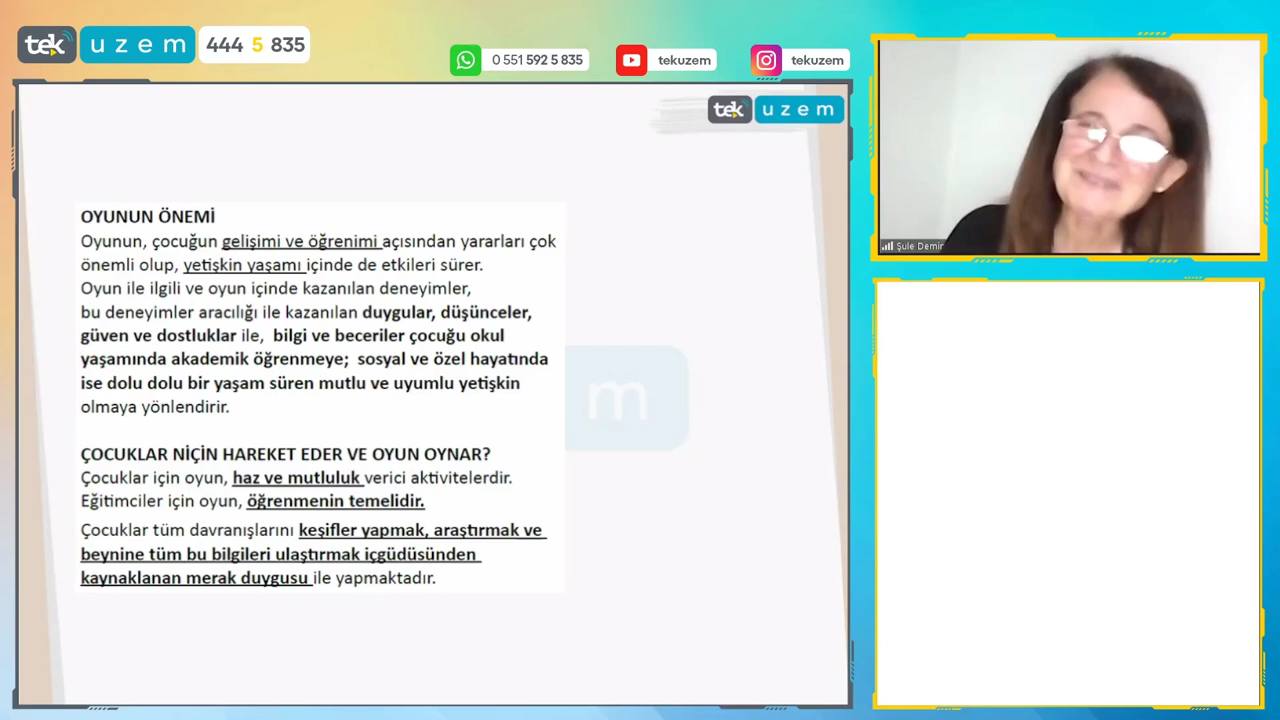 tek uzem 444 5 835
0 551 592 5 835
tekuzem
tekuzem
tek uzem
OYUNUN ÖNEMİ
Oyunun, çocuğun gelişimi ve öğrenimi açısından yararları çok
önemli olup, yetişkin yaşamı içinde de etkileri sürer.
Oyun ile ilgili ve oyun içinde kazanılan deneyimler,
bu deneyimler aracılığı ile kazanılan duygular, düşünceler,
güven ve dostluklar ile, bilgi ve beceriler çocuğu okul
yaşamında akademik öğrenmeye; sosyal ve özel hayatında
ise dolu dolu bir yaşam süren mutlu ve uyumlu yetişkin
olmaya yönlendirir.
m
ÇOCUKLAR NİÇİN HAREKET EDER VE OYUN OYNAR?
Çocuklar için oyun, haz ve mutluluk verici aktivitelerdir.
Eğitimciler için oyun, öğrenmenin temelidir.
Çocuklar tüm davranışlarını keşifler yapmak, araştırmak ve
beynine tüm bu bilgileri ulaştırmak içgüdüsünden
kaynaklanan merak duygusu ile yapmaktadır.
Şule Demir